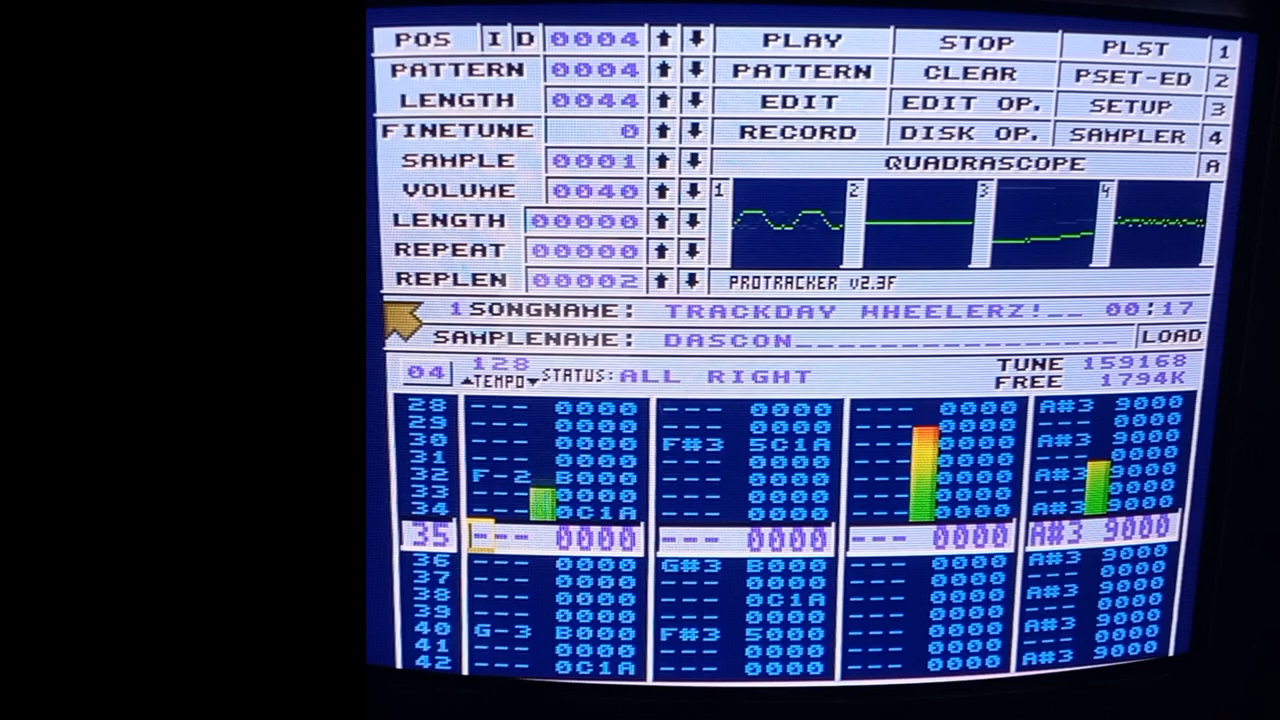 POS I D 0004 PLAY STOP PLST 1
PATTERN 0004 PATTERN CLEAR PSET-ED 2
LENGTH 0044 EDIT EDIT OP. SETUP 3
FINETUNE 0 RECORD DISK OP. SAMPLER 4
SAMPLE 0001 QUADRASCOPE A
VOLUME 0040 1 2 3 4
LENGTH 00000
REPEAT 00000
REPLEN 00002 PROTRACKER V2.3F
1 SONGNAME: TRACKDAY WHEELERZ!__ 00:17
SAMPLENAME: DASCON________________ LOAD
04 128 TEMPO STATUS: ALL RIGHT TUNE 159168
FREE 1794K
28 --- 0000 --- 0000 --- 0000 A#3 9000
29 --- 0000 --- 0000 --- 0000 --- 0000
30 --- 0000 F#3 5C1A --- 0000 A#3 9000
31 --- 0000 --- 0000 --- 0000 --- 0000
32 F-2 B000 --- 0000 --- 0000 A#3 9000
33 --- 0000 --- 0000 --- 0000 --- 0000
34 --- 0C1A --- 0000 --- 0000 A#3 9000
35 --- 0000 --- 0000 --- 0000 A#3 9000
36 --- 0000 G#3 B000 --- 0000 A#3 9000
37 --- 0000 --- 0000 --- 0000 --- 0000
38 --- 0000 --- 0C1A --- 0000 A#3 9000
39 --- 0000 --- 0000 --- 0000 --- 0000
40 G-3 B000 F#3 5000 --- 0000 A#3 9000
41 --- 0000 --- 0000 --- 0000 --- 0000
42 --- 0C1A --- 0000 --- 0000 A#3 9000